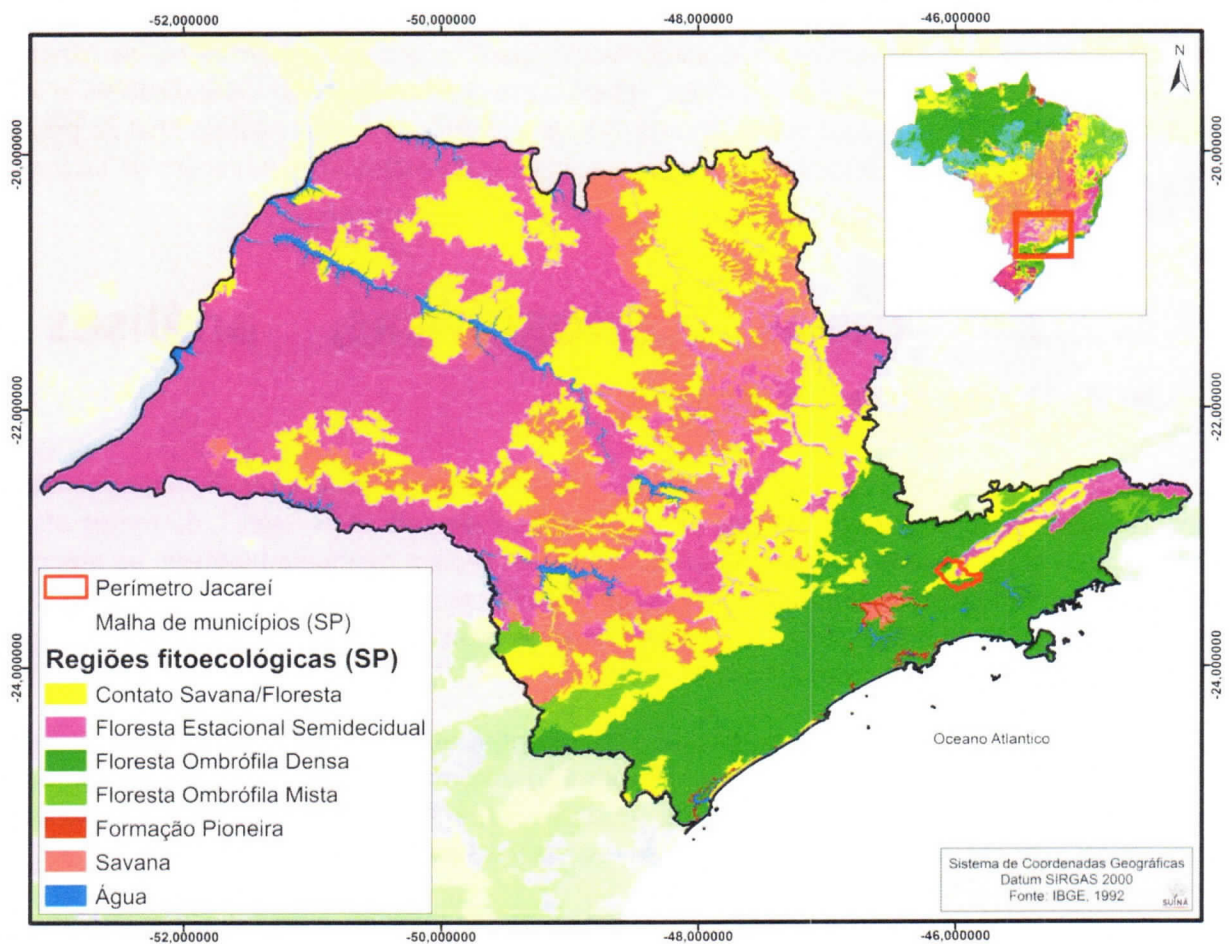 -52,000000 -50,000000 -48,000000 -46,000000
N
-20,000000 -20,000000
-22,000000 -22,000000
-24,000000 -24,000000
Perímetro Jacareí
Malha de municípios (SP)
Regiões fitoecológicas (SP)
Contato Savana/Floresta
Floresta Estacional Semidecidual
Floresta Ombrófila Densa
Floresta Ombrófila Mista
Formação Pioneira
Savana
Água
Oceano Atlantico
Sistema de Coordenadas Geográficas
Datum SIRGAS 2000
Fonte: IBGE, 1992
SUINÃ
-52,000000 -50,000000 -48,000000 -46,000000